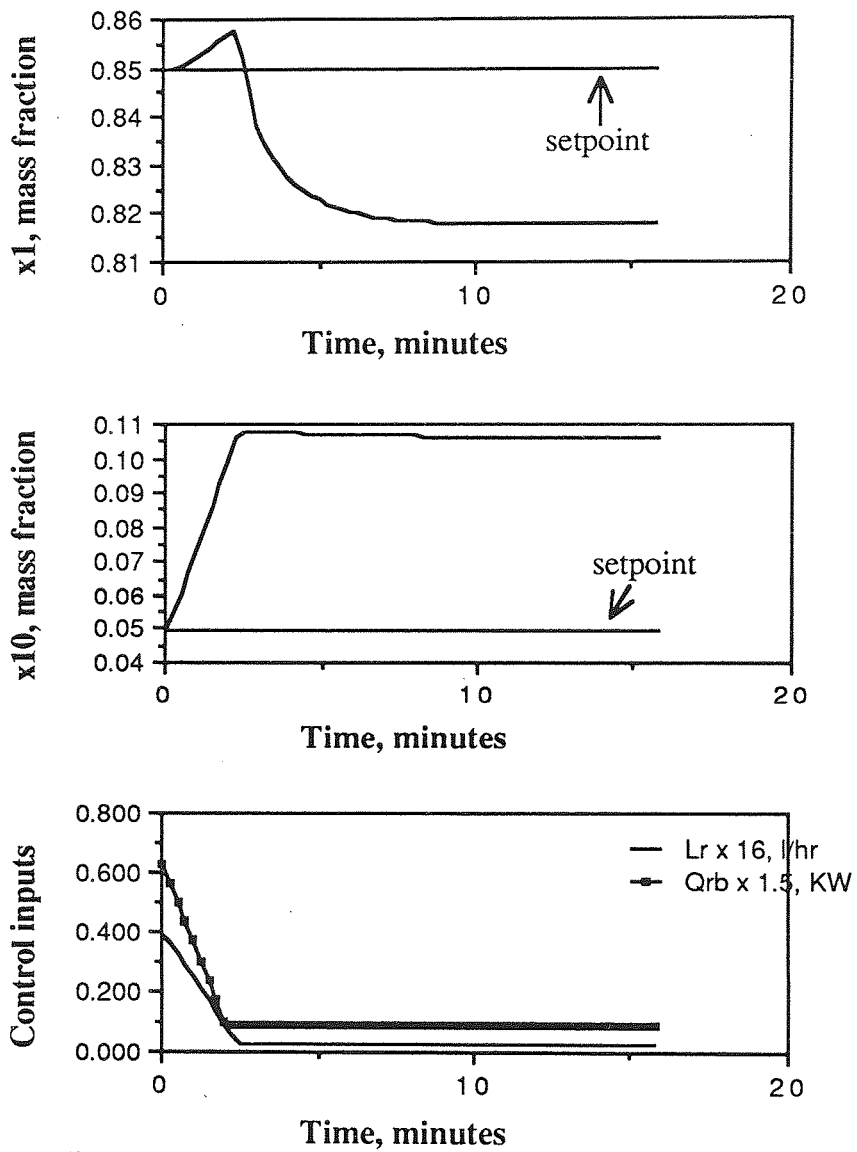 x1, mass fraction
0.86
0.85
0.84
0.83
0.82
0.81
setpoint
0
10
20
Time, minutes
x10, mass fraction
0.11
0.10
0.09
0.08
0.07
0.06
0.05
0.04
setpoint
0
10
20
Time, minutes
Control inputs
0.800
0.600
0.400
0.200
0.000
Lr x 16, l/hr
Qrb x 1.5, KW
0
10
20
Time, minutes